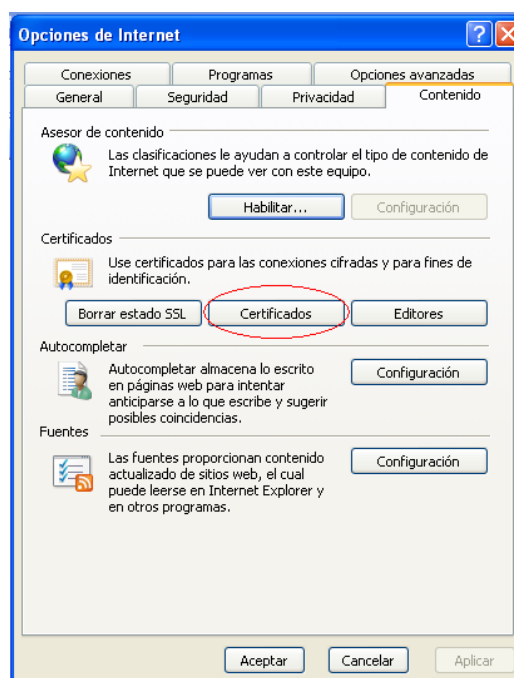 Opciones de Internet
Conexiones Programas Opciones avanzadas
General Seguridad Privacidad Contenido
Asesor de contenido
Las clasificaciones le ayudan a controlar el tipo de contenido de
Internet que se puede ver con este equipo.
Habilitar... Configuración
Certificados
Use certificados para las conexiones cifradas y para fines de
identificación.
Borrar estado SSL Certificados Editores
Autocompletar
Autocompletar almacena lo escrito
en páginas web para intentar
anticiparse a lo que escribe y sugerir
posibles coincidencias.
Configuración
Fuentes
Las fuentes proporcionan contenido
actualizado de sitios web, el cual
puede leerse en Internet Explorer y
en otros programas.
Configuración
Aceptar Cancelar Aplicar